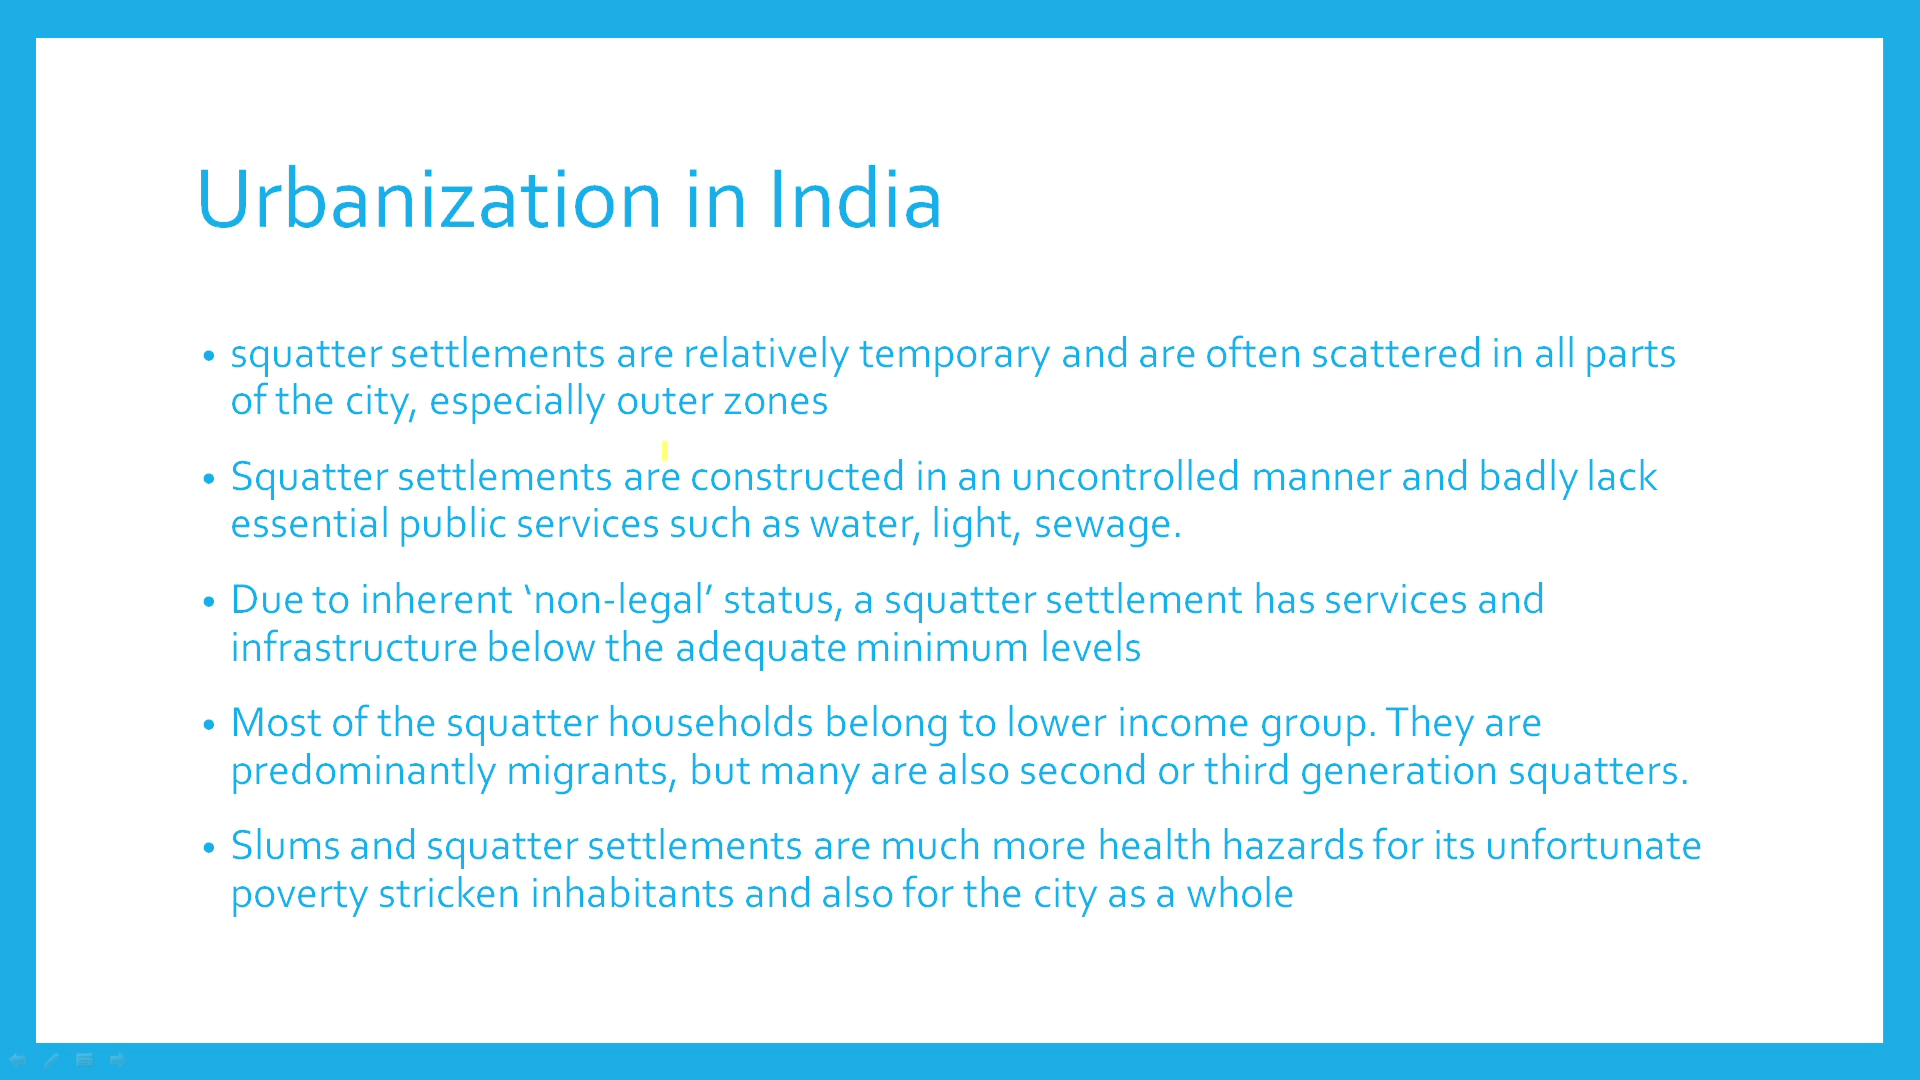 Urbanization in India
• squatter settlements are relatively temporary and are often scattered in all parts
of the city, especially outer zones
• Squatter settlements are constructed in an uncontrolled manner and badly lack
essential public services such as water, light, sewage.
• Due to inherent ‘non-legal’ status, a squatter settlement has services and
infrastructure below the adequate minimum levels
• Most of the squatter households belong to lower income group. They are
predominantly migrants, but many are also second or third generation squatters.
• Slums and squatter settlements are much more health hazards for its unfortunate
poverty stricken inhabitants and also for the city as a whole